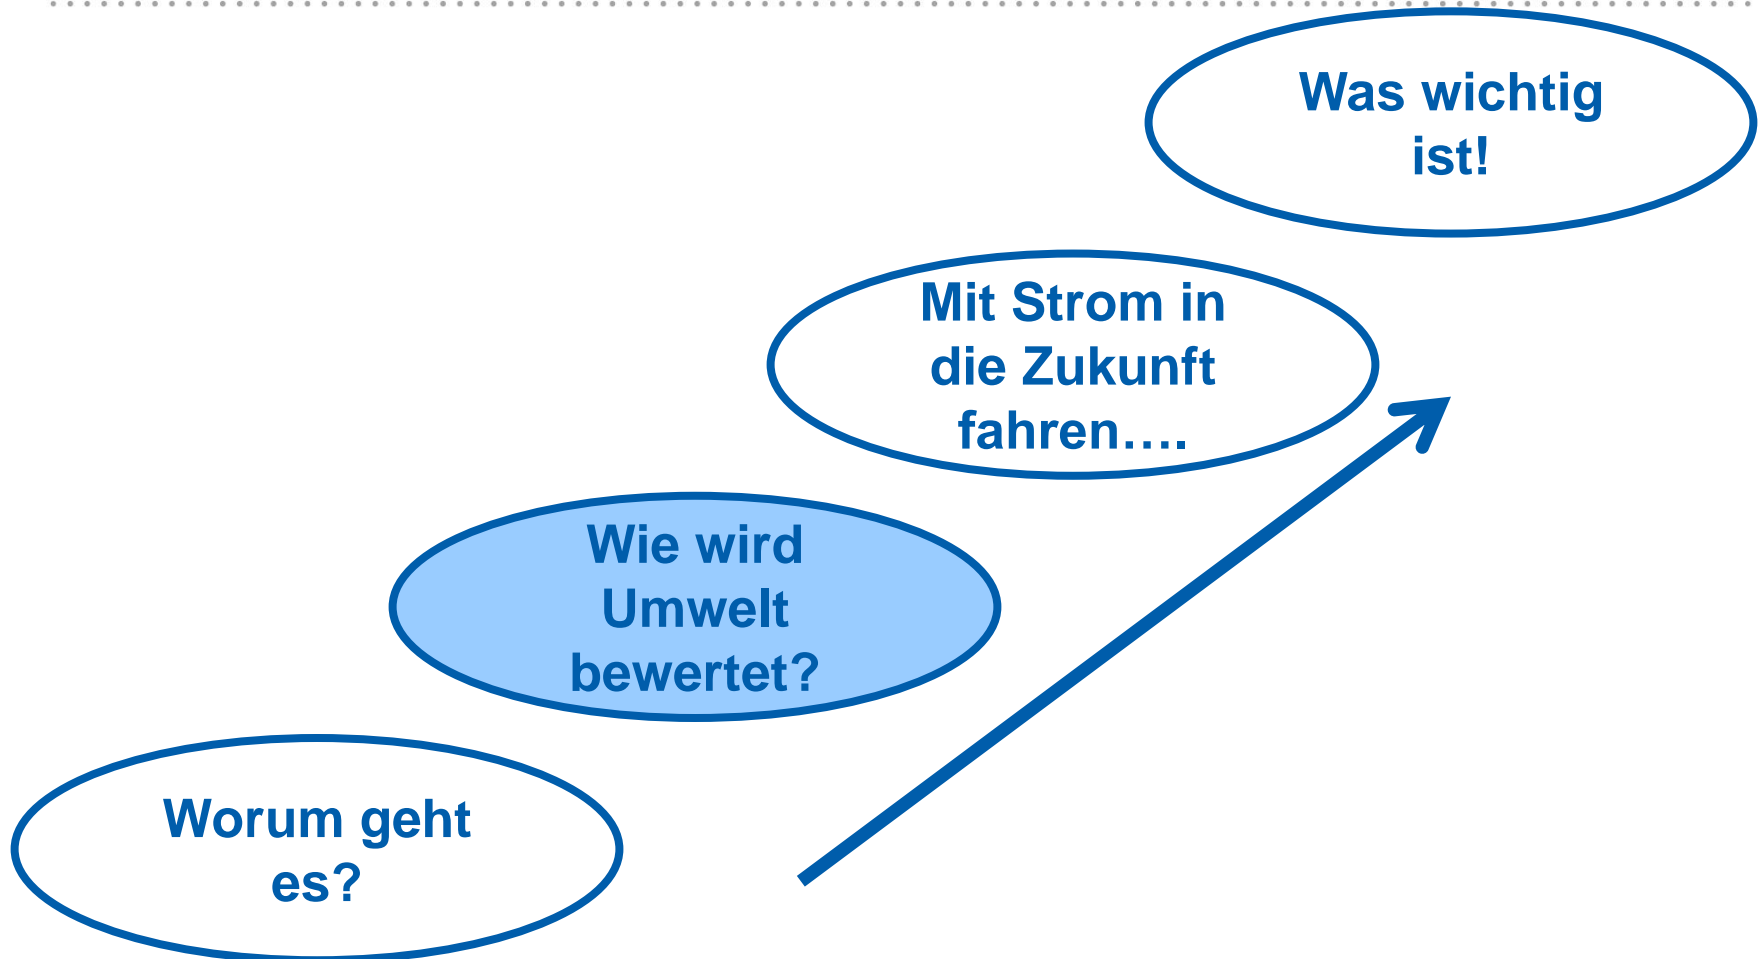 Was wichtig
ist!
Mit Strom in
die Zukunft
fahren….
Wie wird
Umwelt
bewertet?
Worum geht
es?